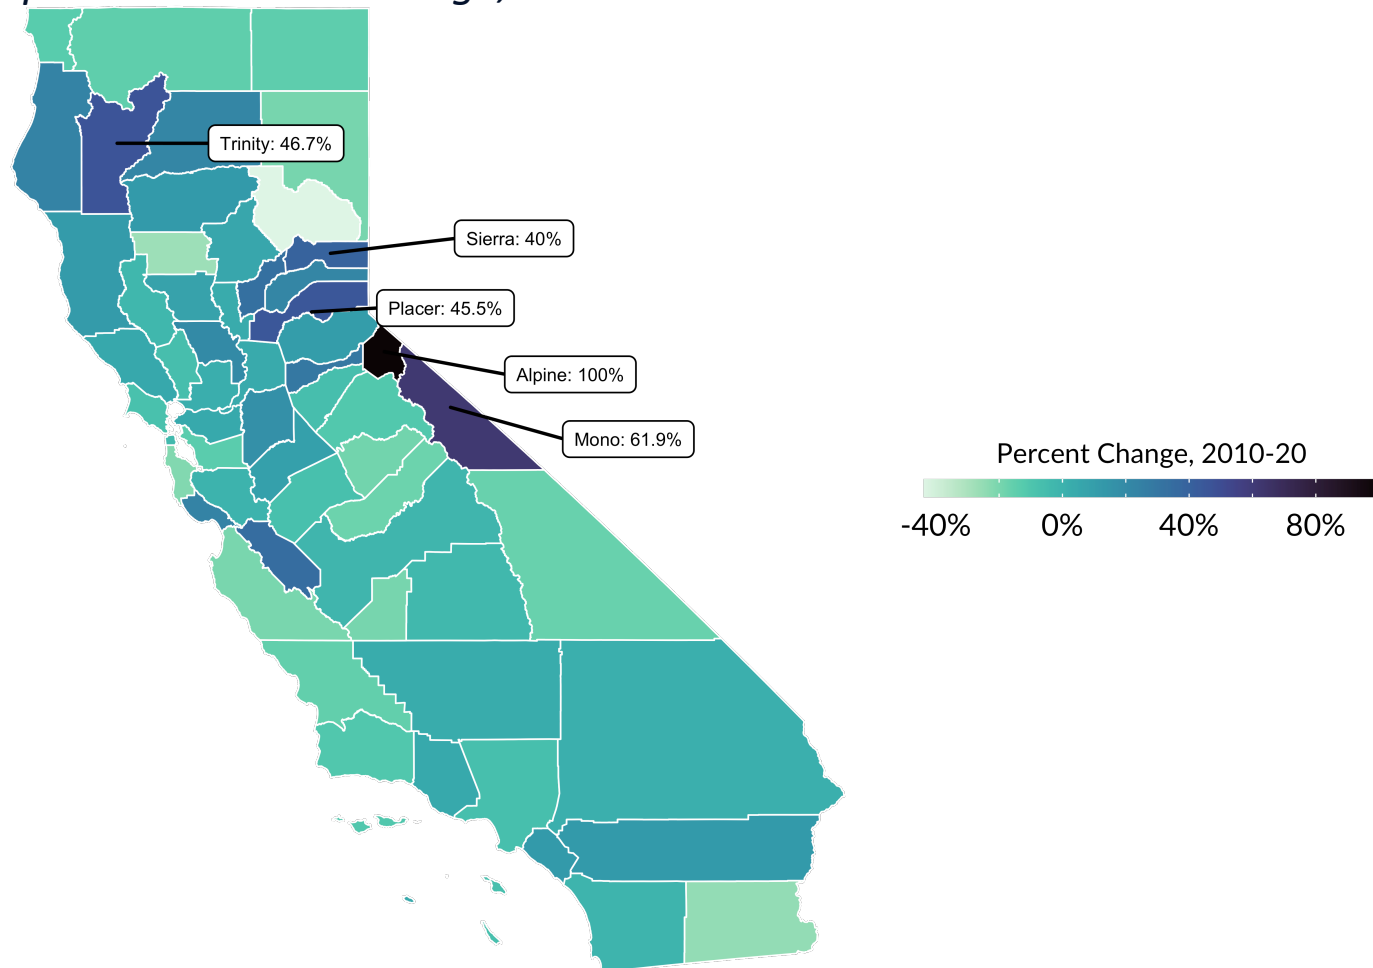 Trinity: 46.7%
Sierra: 40%
Placer: 45.5%
Alpine: 100%
Mono: 61.9%
Percent Change, 2010-20
-40% 0% 40% 80%